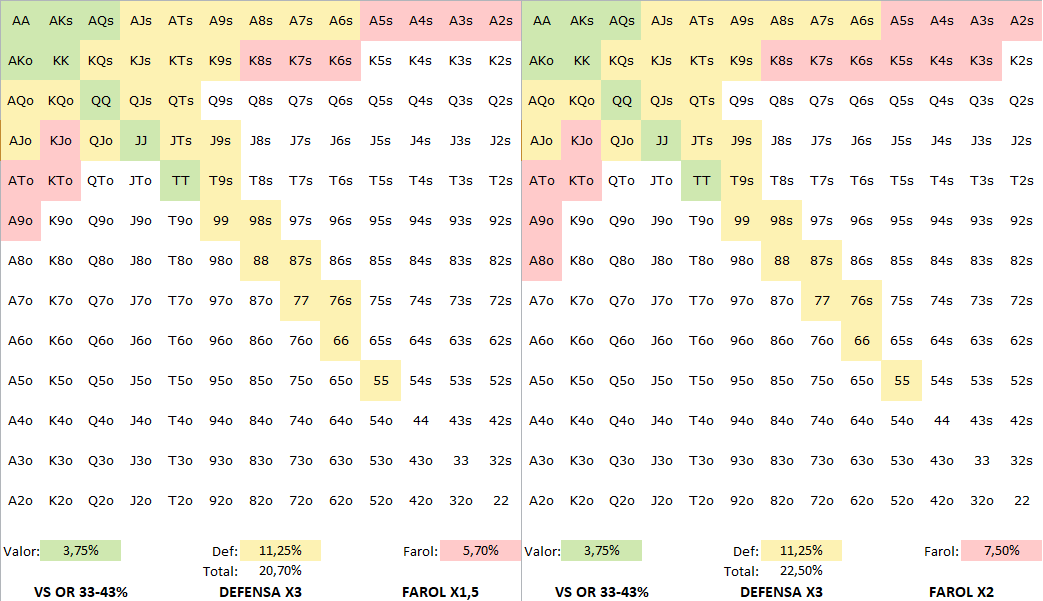 AA AKs AQs AJs ATs A9s A8s A7s A6s A5s A4s A3s A2s AA AKs AQs AJs ATs A9s A8s A7s A6s A5s A4s A3s A2s
AKo KK KQs KJs KTs K9s K8s K7s K6s K5s K4s K3s K2s AKo KK KQs KJs KTs K9s K8s K7s K6s K5s K4s K3s K2s
AQo KQo QQ QJs QTs Q9s Q8s Q7s Q6s Q5s Q4s Q3s Q2s AQo KQo QQ QJs QTs Q9s Q8s Q7s Q6s Q5s Q4s Q3s Q2s
AJo KJo QJo JJ JTs J9s J8s J7s J6s J5s J4s J3s J2s AJo KJo QJo JJ JTs J9s J8s J7s J6s J5s J4s J3s J2s
ATo KTo QTo JTo TT T9s T8s T7s T6s T5s T4s T3s T2s ATo KTo QTo JTo TT T9s T8s T7s T6s T5s T4s T3s T2s
A9o K9o Q9o J9o T9o 99 98s 97s 96s 95s 94s 93s 92s A9o K9o Q9o J9o T9o 99 98s 97s 96s 95s 94s 93s 92s
A8o K8o Q8o J8o T8o 98o 88 87s 86s 85s 84s 83s 82s A8o K8o Q8o J8o T8o 98o 88 87s 86s 85s 84s 83s 82s
A7o K7o Q7o J7o T7o 97o 87o 77 76s 75s 74s 73s 72s A7o K7o Q7o J7o T7o 97o 87o 77 76s 75s 74s 73s 72s
A6o K6o Q6o J6o T6o 96o 86o 76o 66 65s 64s 63s 62s A6o K6o Q6o J6o T6o 96o 86o 76o 66 65s 64s 63s 62s
A5o K5o Q5o J5o T5o 95o 85o 75o 65o 55 54s 53s 52s A5o K5o Q5o J5o T5o 95o 85o 75o 65o 55 54s 53s 52s
A4o K4o Q4o J4o T4o 94o 84o 74o 64o 54o 44 43s 42s A4o K4o Q4o J4o T4o 94o 84o 74o 64o 54o 44 43s 42s
A3o K3o Q3o J3o T3o 93o 83o 73o 63o 53o 43o 33 32s A3o K3o Q3o J3o T3o 93o 83o 73o 63o 53o 43o 33 32s
A2o K2o Q2o J2o T2o 92o 82o 72o 62o 52o 42o 32o 22 A2o K2o Q2o J2o T2o 92o 82o 72o 62o 52o 42o 32o 22
Valor: 3,75% Def: 11,25% Farol: 5,70% Valor: 3,75% Def: 11,25% Farol: 7,50%
Total: 20,70% Total: 22,50%
VS OR 33-43% DEFENSA X3 FAROL X1,5 VS OR 33-43% DEFENSA X3 FAROL X2